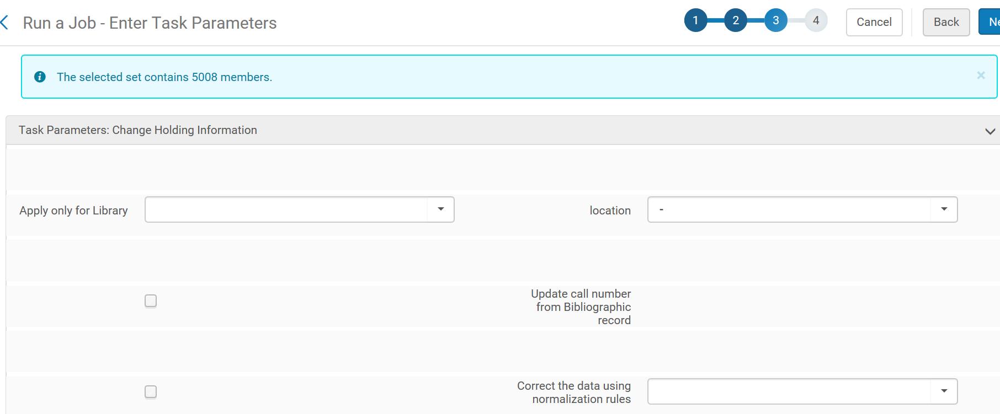 Run a Job - Enter Task Parameters
1 2 3 4
Cancel
Back
The selected set contains 5008 members.
Task Parameters: Change Holding Information
Apply only for Library
location
-
Update call number
from Bibliographic
record
Correct the data using
normalization rules